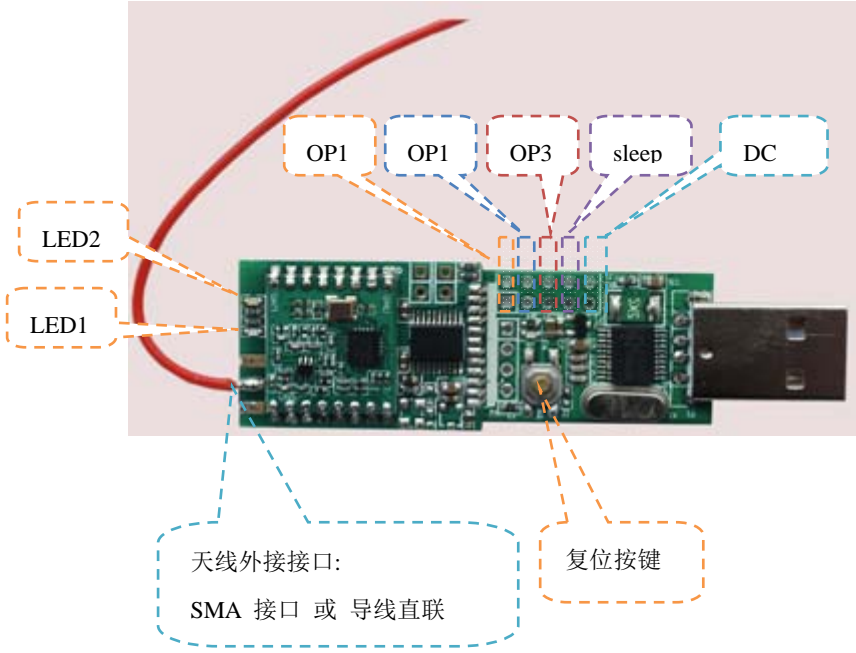 OP1
OP1
OP3
sleep
DC
LED2
LED1
天线外接接口:
SMA 接口 或 导线直联
复位按键